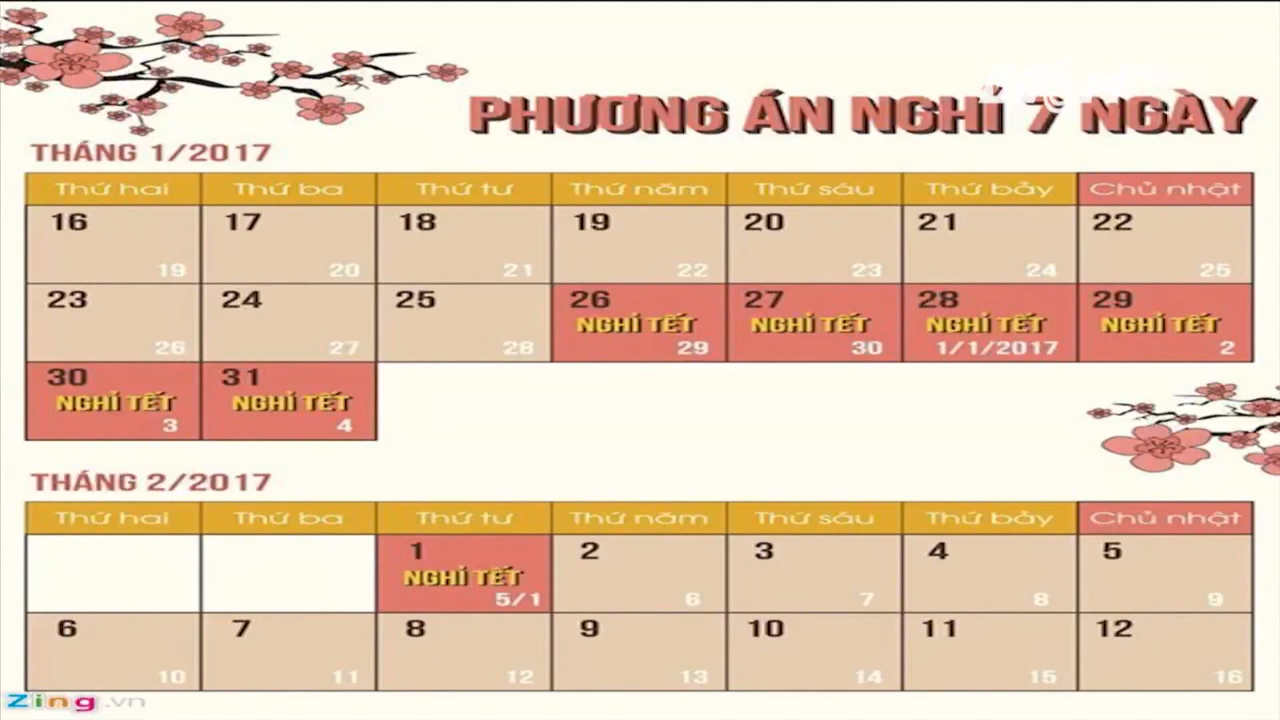 PHƯƠNG ÁN NGHỈ 7 NGÀY
THÁNG 1/2017
Thứ hai Thứ ba Thứ tư Thứ năm Thứ sáu Thứ bảy Chủ nhật
16 17 18 19 20 21 22
19 20 21 22 23 24 25
23 24 25 26 27 28 29
NGHỈ TẾT NGHỈ TẾT NGHỈ TẾT NGHỈ TẾT
26 27 28 29 30 1/1/2017 2
30 31
NGHỈ TẾT NGHỈ TẾT
3 4
THÁNG 2/2017
Thứ hai Thứ ba Thứ tư Thứ năm Thứ sáu Thứ bảy Chủ nhật
1 2 3 4 5
NGHỈ TẾT
5/1 6 7 8 9
6 7 8 9 10 11 12
10 11 12 13 14 15 16
Zing.vn